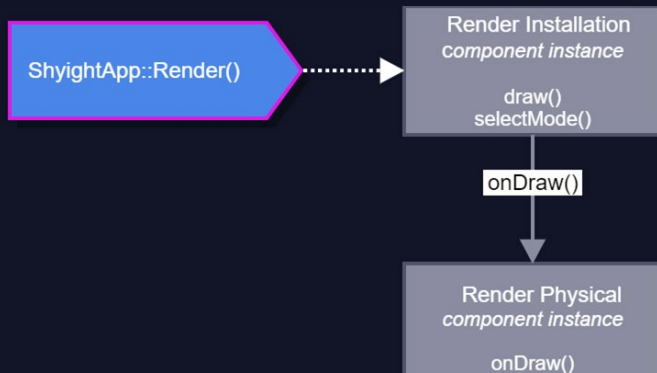 Render Installation
component instance
ShyightApp::Render()
draw()
selectMode()
onDraw()
Render Physical
component instance
onDraw()